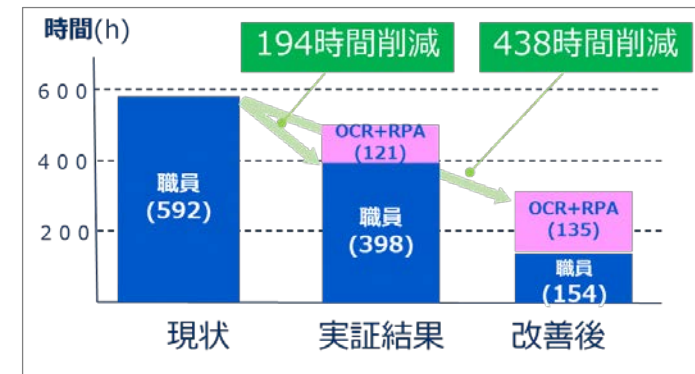 時間(h)
194時間削減
438時間削減
600
400
200
職員
(592)
OCR+RPA
(121)
職員
(398)
OCR+RPA
(135)
職員
(154)
現状
実証結果
改善後